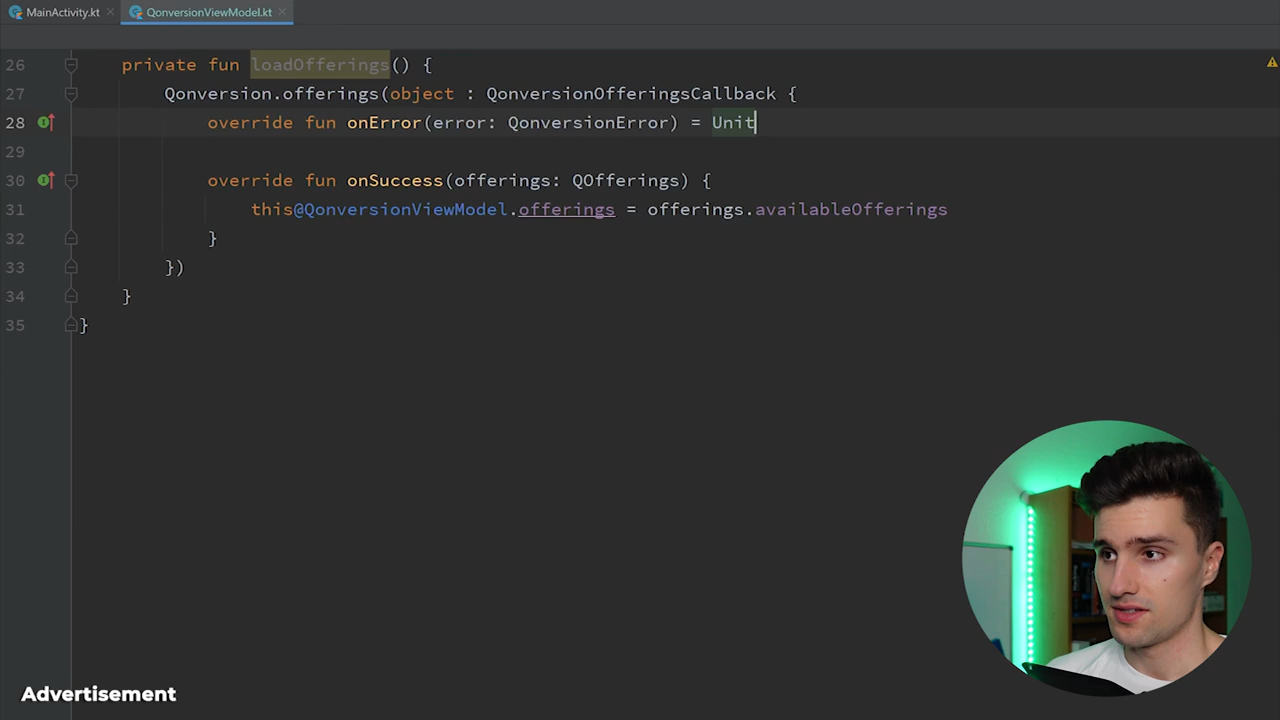 MainActivity.kt
QonversionViewModel.kt
26 private fun loadOfferings() {
27 Qonversion.offerings(object : QonversionOfferingsCallback {
28 override fun onError(error: QonversionError) = Unit
29
30 override fun onSuccess(offerings: QOfferings) {
31 this@QonversionViewModel.offerings = offerings.availableOfferings
32 }
33 })
34 }
35 }
Advertisement